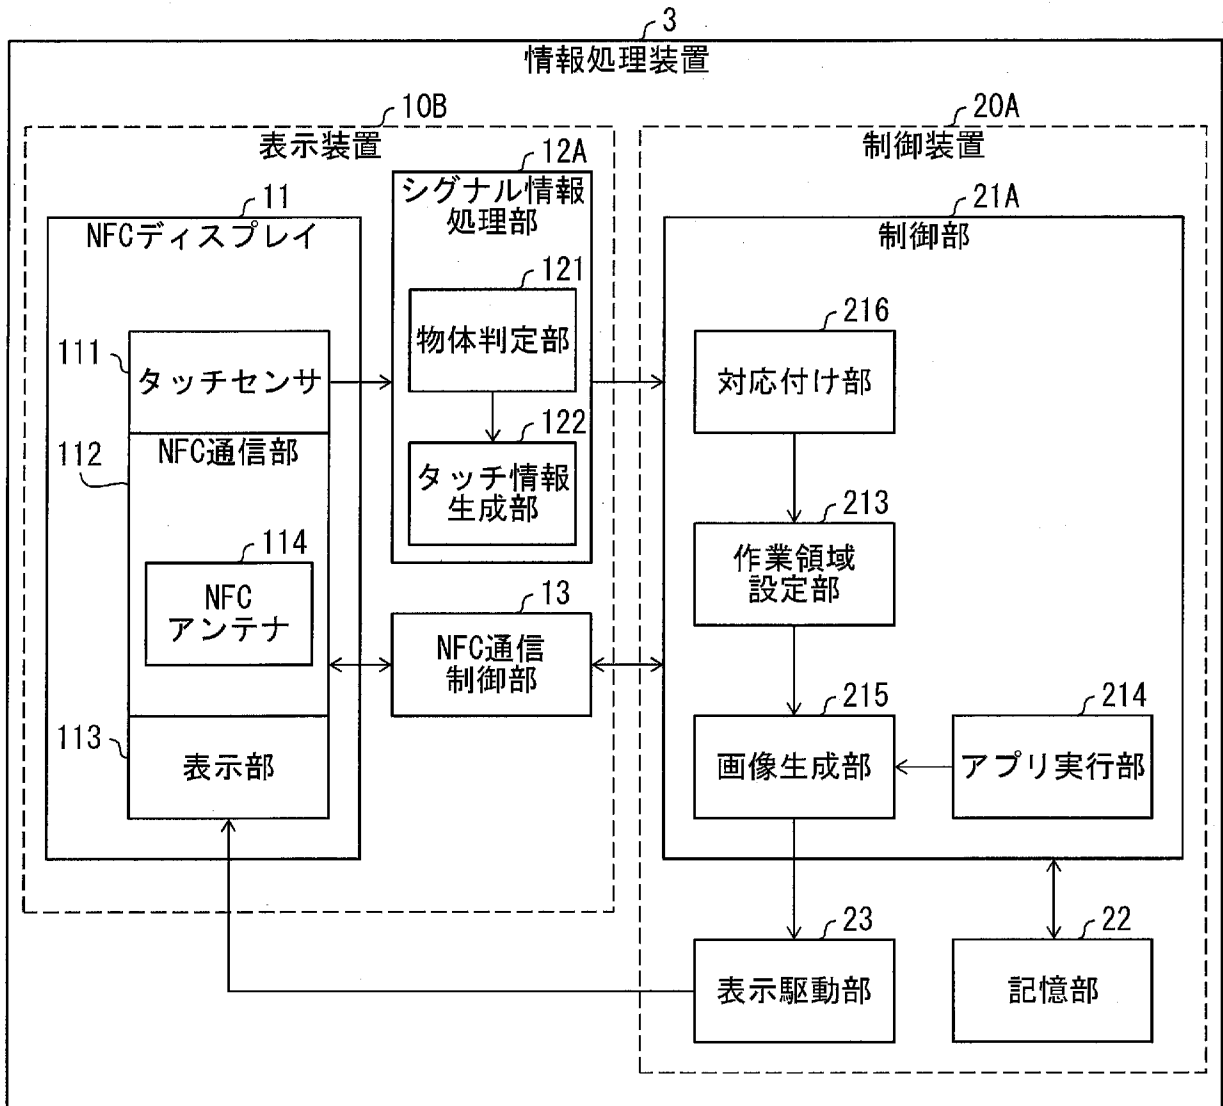 3
情報処理装置
10B
表示装置
20A
制御装置
11
NFCディスプレイ
12A
シグナル情報
処理部
21A
制御部
111
タッチセンサ
121
物体判定部
216
対応付け部
112
NFC通信部
122
タッチ情報
生成部
213
作業領域
設定部
114
NFC
アンテナ
13
NFC通信
制御部
113
表示部
215
画像生成部
214
アプリ実行部
23
表示駆動部
22
記憶部